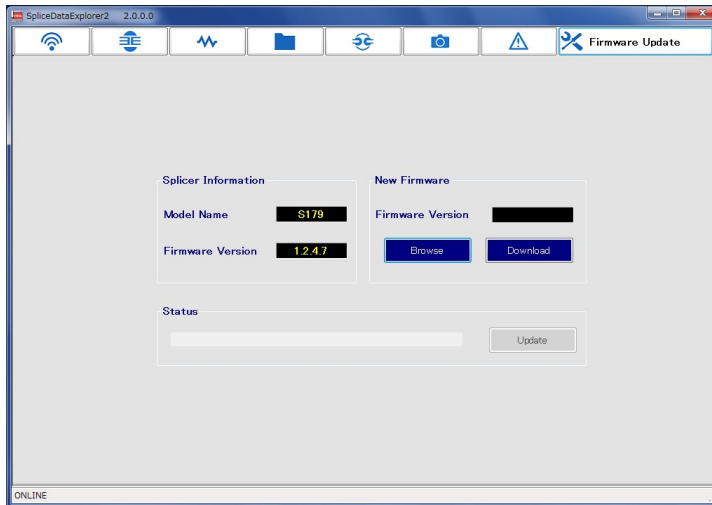 SpliceDataExplorer2 2.0.0.0
Firmware Update
Splicer Information
Model Name S179
Firmware Version 1.2.4.7
New Firmware
Firmware Version
Browse Download
Status
Update
ONLINE